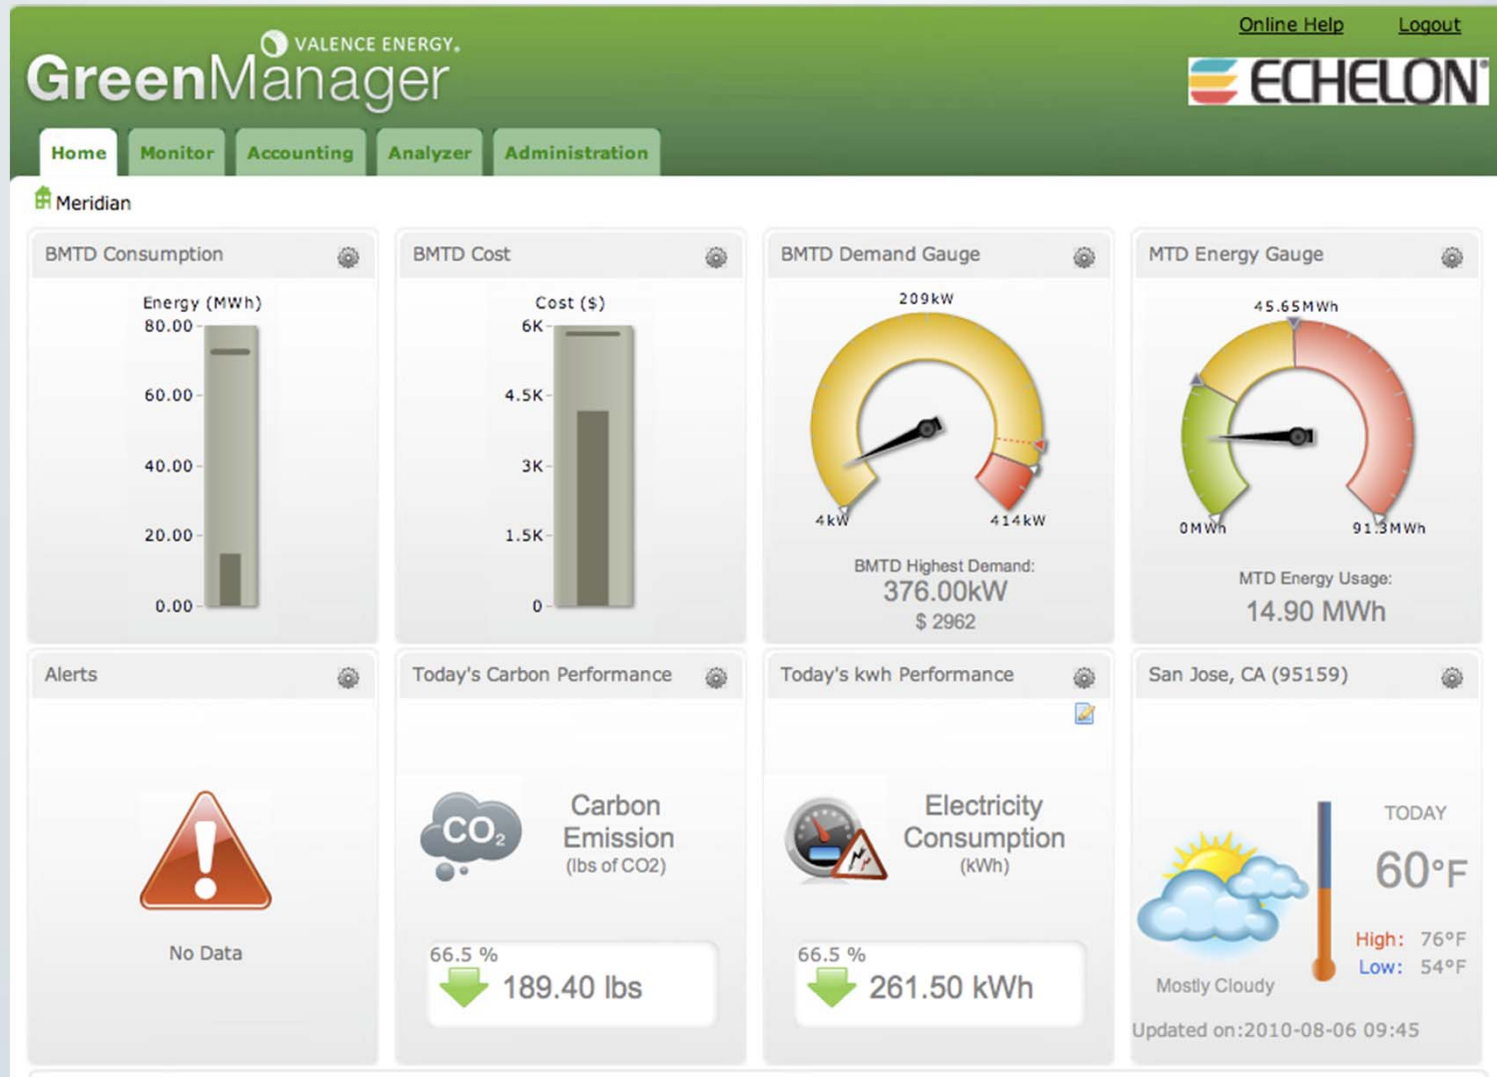 Online Help Logout
VALENCE ENERGY®
GreenManager
ECHELON®
Home Monitor Accounting Analyzer Administration
Meridian
BMTD Consumption
Energy (MWh)
80.00
60.00
40.00
20.00
0.00
BMTD Cost
Cost ($)
6K
4.5K
3K
1.5K
0
BMTD Demand Gauge
209kW
4kW 414kW
BMTD Highest Demand:
376.00kW
$ 2962
MTD Energy Gauge
45.65MWh
0MWh 91.3MWh
MTD Energy Usage:
14.90 MWh
Alerts
No Data
Today's Carbon Performance
CO2
Carbon
Emission
(lbs of CO2)
66.5 %
189.40 lbs
Today's kwh Performance
Electricity
Consumption
(kWh)
66.5 %
261.50 kWh
San Jose, CA (95159)
TODAY
60°F
High: 76°F
Low: 54°F
Mostly Cloudy
Updated on:2010-08-06 09:45